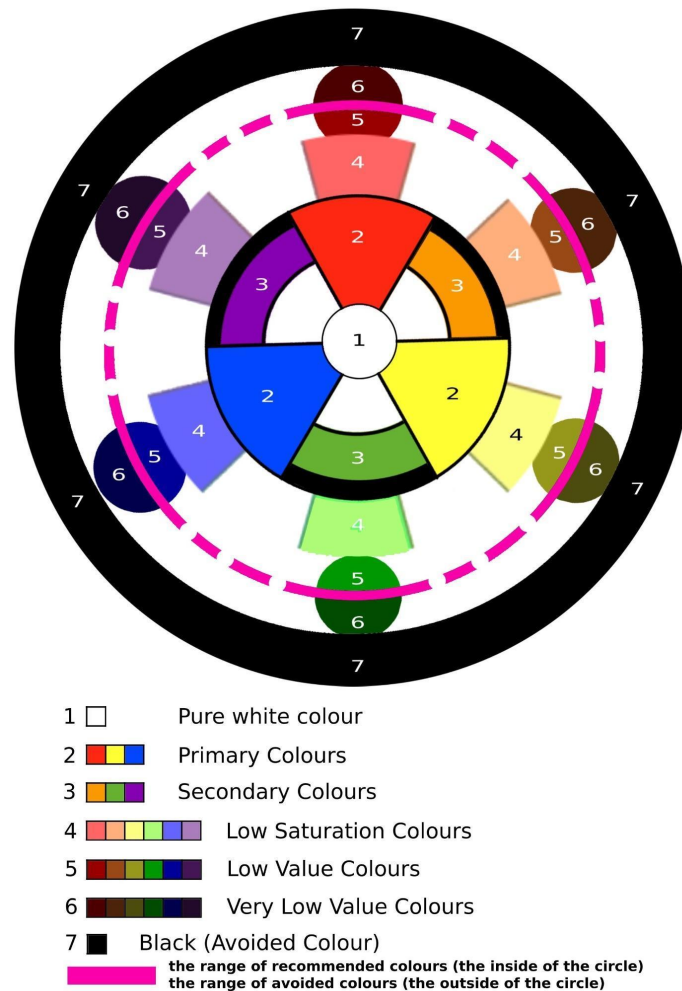 7
6
5
4
7 6 5 4 2 4 5 6 7
3 3
1
2 2
7 6 5 4 3 4 5 6 7
4
5
6
7
1 Pure white colour
2 Primary Colours
3 Secondary Colours
4 Low Saturation Colours
5 Low Value Colours
6 Very Low Value Colours
7 Black (Avoided Colour)
the range of recommended colours (the inside of the circle)
the range of avoided colours (the outside of the circle)